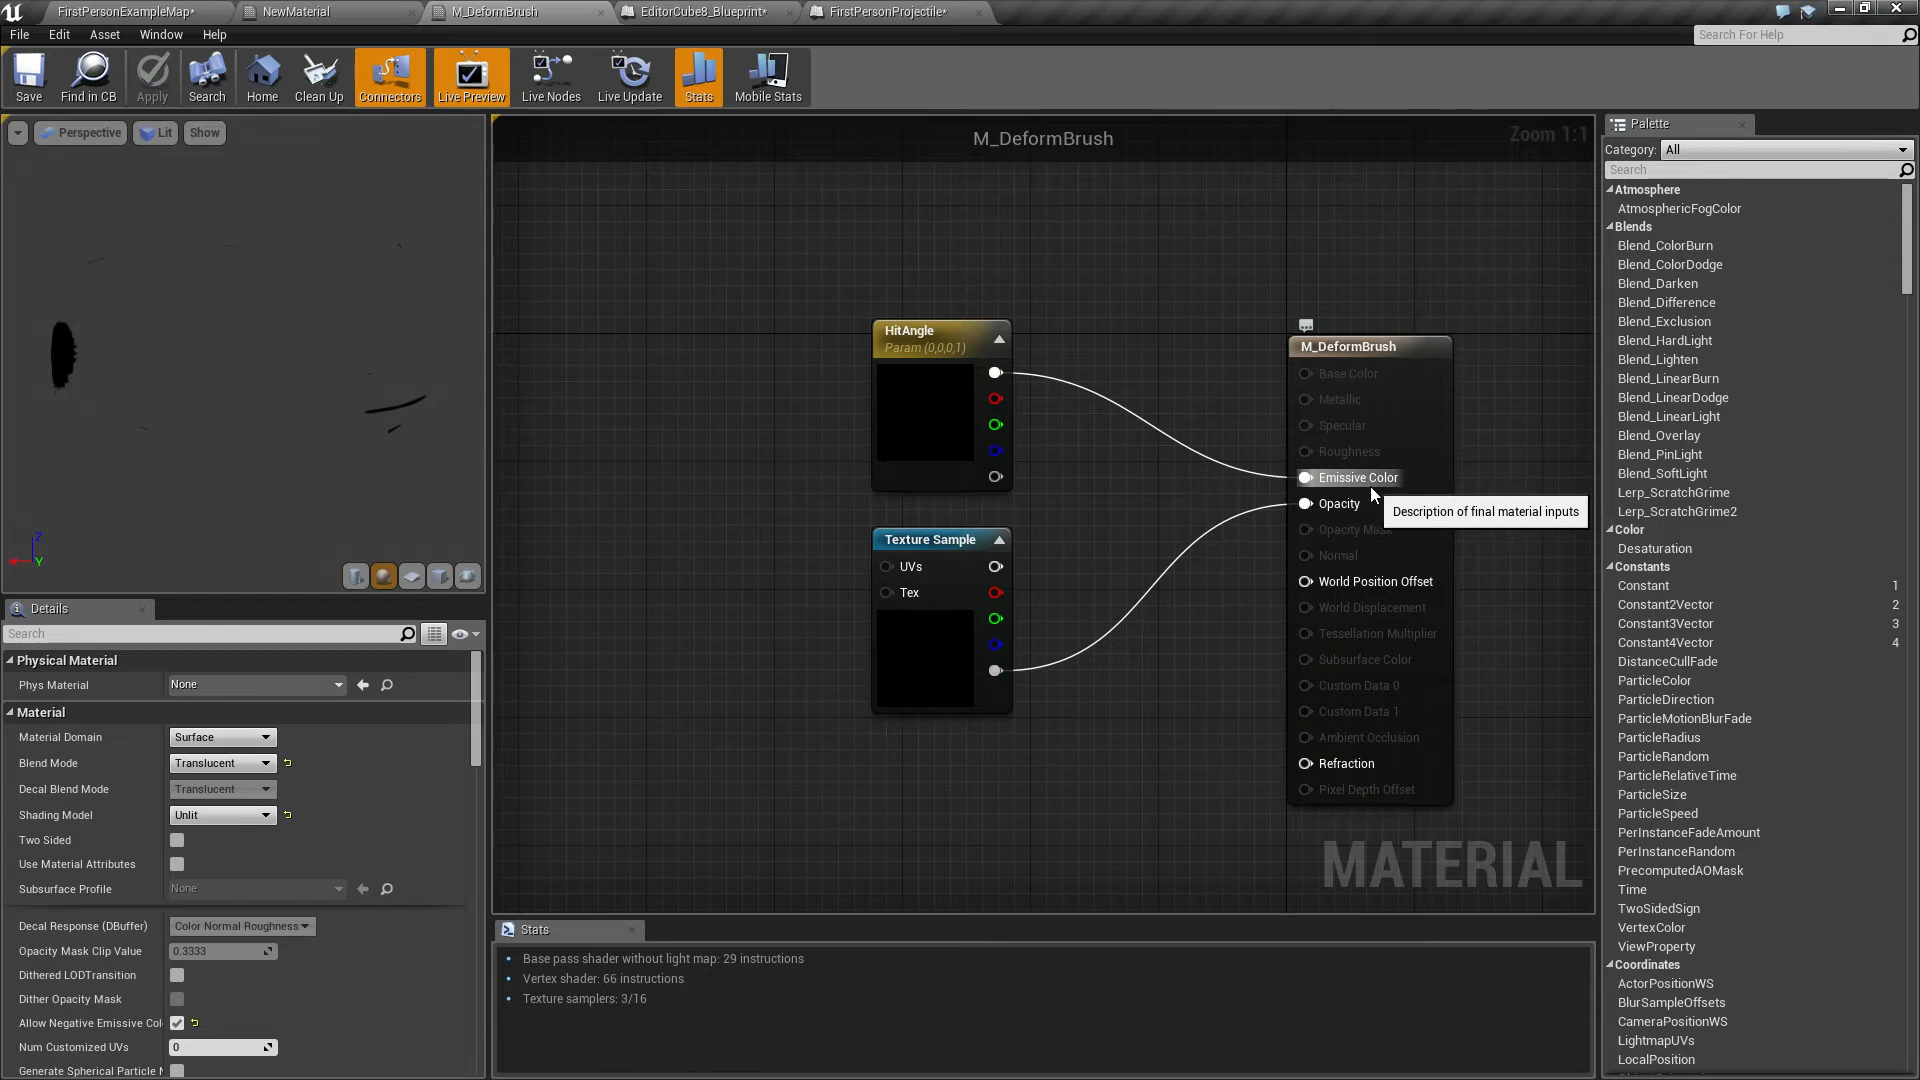 FirstPersonExampleMap*
NewMaterial
M_DeformBrush
EditorCube8_Blueprint*
FirstPersonProjectile*
File Edit Asset Window Help
Search For Help
Save
Find in CB
Apply
Search
Home
Clean Up
Connectors
Live Preview
Live Nodes
Live Update
Stats
Mobile Stats
Perspective
Lit
Show
Z
Y
M_DeformBrush
Zoom 1:1
HitAngle
Param (0,0,0,1)
Texture Sample
UVs
Tex
M_DeformBrush
Base Color
Metallic
Specular
Roughness
Emissive Color
Opacity
Description of final material inputs
Opacity Mask
Normal
World Position Offset
World Displacement
Tessellation Multiplier
Subsurface Color
Custom Data 0
Custom Data 1
Ambient Occlusion
Refraction
Pixel Depth Offset
MATERIAL
Details
Search
Physical Material
Phys Material None
Material
Material Domain Surface
Blend Mode Translucent
Decal Blend Mode Translucent
Shading Model Unlit
Two Sided
Use Material Attributes
Subsurface Profile None
Decal Response (DBuffer) Color Normal Roughness
Opacity Mask Clip Value 0.3333
Dithered LODTransition
Dither Opacity Mask
Allow Negative Emissive Col
Num Customized UVs 0
Generate Spherical Particle N
Stats
• Base pass shader without light map: 29 instructions
• Vertex shader: 66 instructions
• Texture samplers: 3/16
Palette
Category: All
Search
Atmosphere
AtmosphericFogColor
Blends
Blend_ColorBurn
Blend_ColorDodge
Blend_Darken
Blend_Difference
Blend_Exclusion
Blend_HardLight
Blend_Lighten
Blend_LinearBurn
Blend_LinearDodge
Blend_LinearLight
Blend_Overlay
Blend_PinLight
Blend_SoftLight
Lerp_ScratchGrime
Lerp_ScratchGrime2
Color
Desaturation
Constants
Constant 1
Constant2Vector 2
Constant3Vector 3
Constant4Vector 4
DistanceCullFade
ParticleColor
ParticleDirection
ParticleMotionBlurFade
ParticleRadius
ParticleRandom
ParticleRelativeTime
ParticleSize
ParticleSpeed
PerInstanceFadeAmount
PerInstanceRandom
PrecomputedAOMask
Time
TwoSidedSign
VertexColor
ViewProperty
Coordinates
ActorPositionWS
BlurSampleOffsets
CameraPositionWS
LightmapUVs
LocalPosition